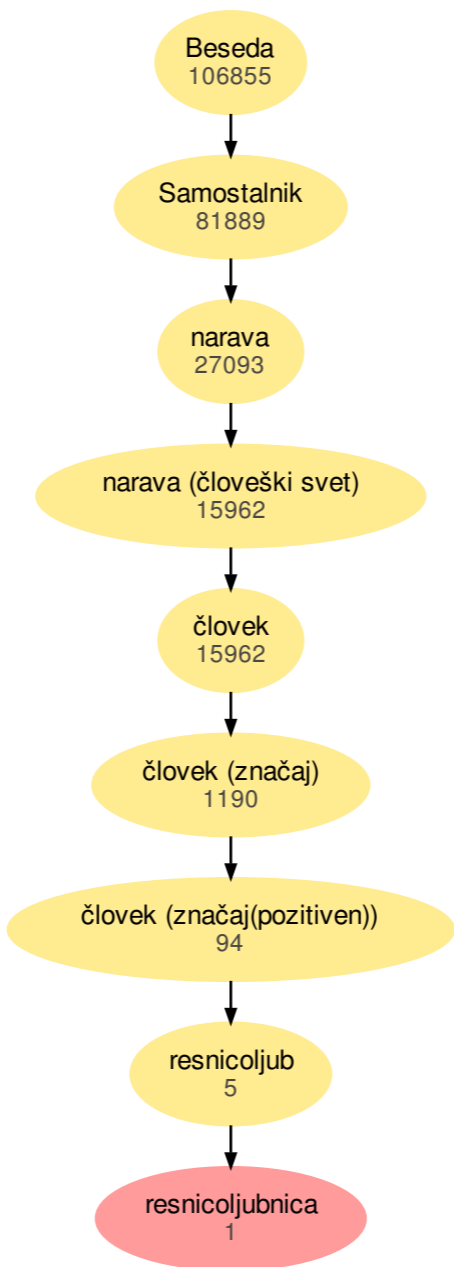 Beseda
106855
Samostalnik
81889
narava
27093
narava (človeški svet)
15962
človek
15962
človek (značaj)
1190
človek (značaj(pozitiven))
94
resnicoljub
5
resnicoljubnica
1